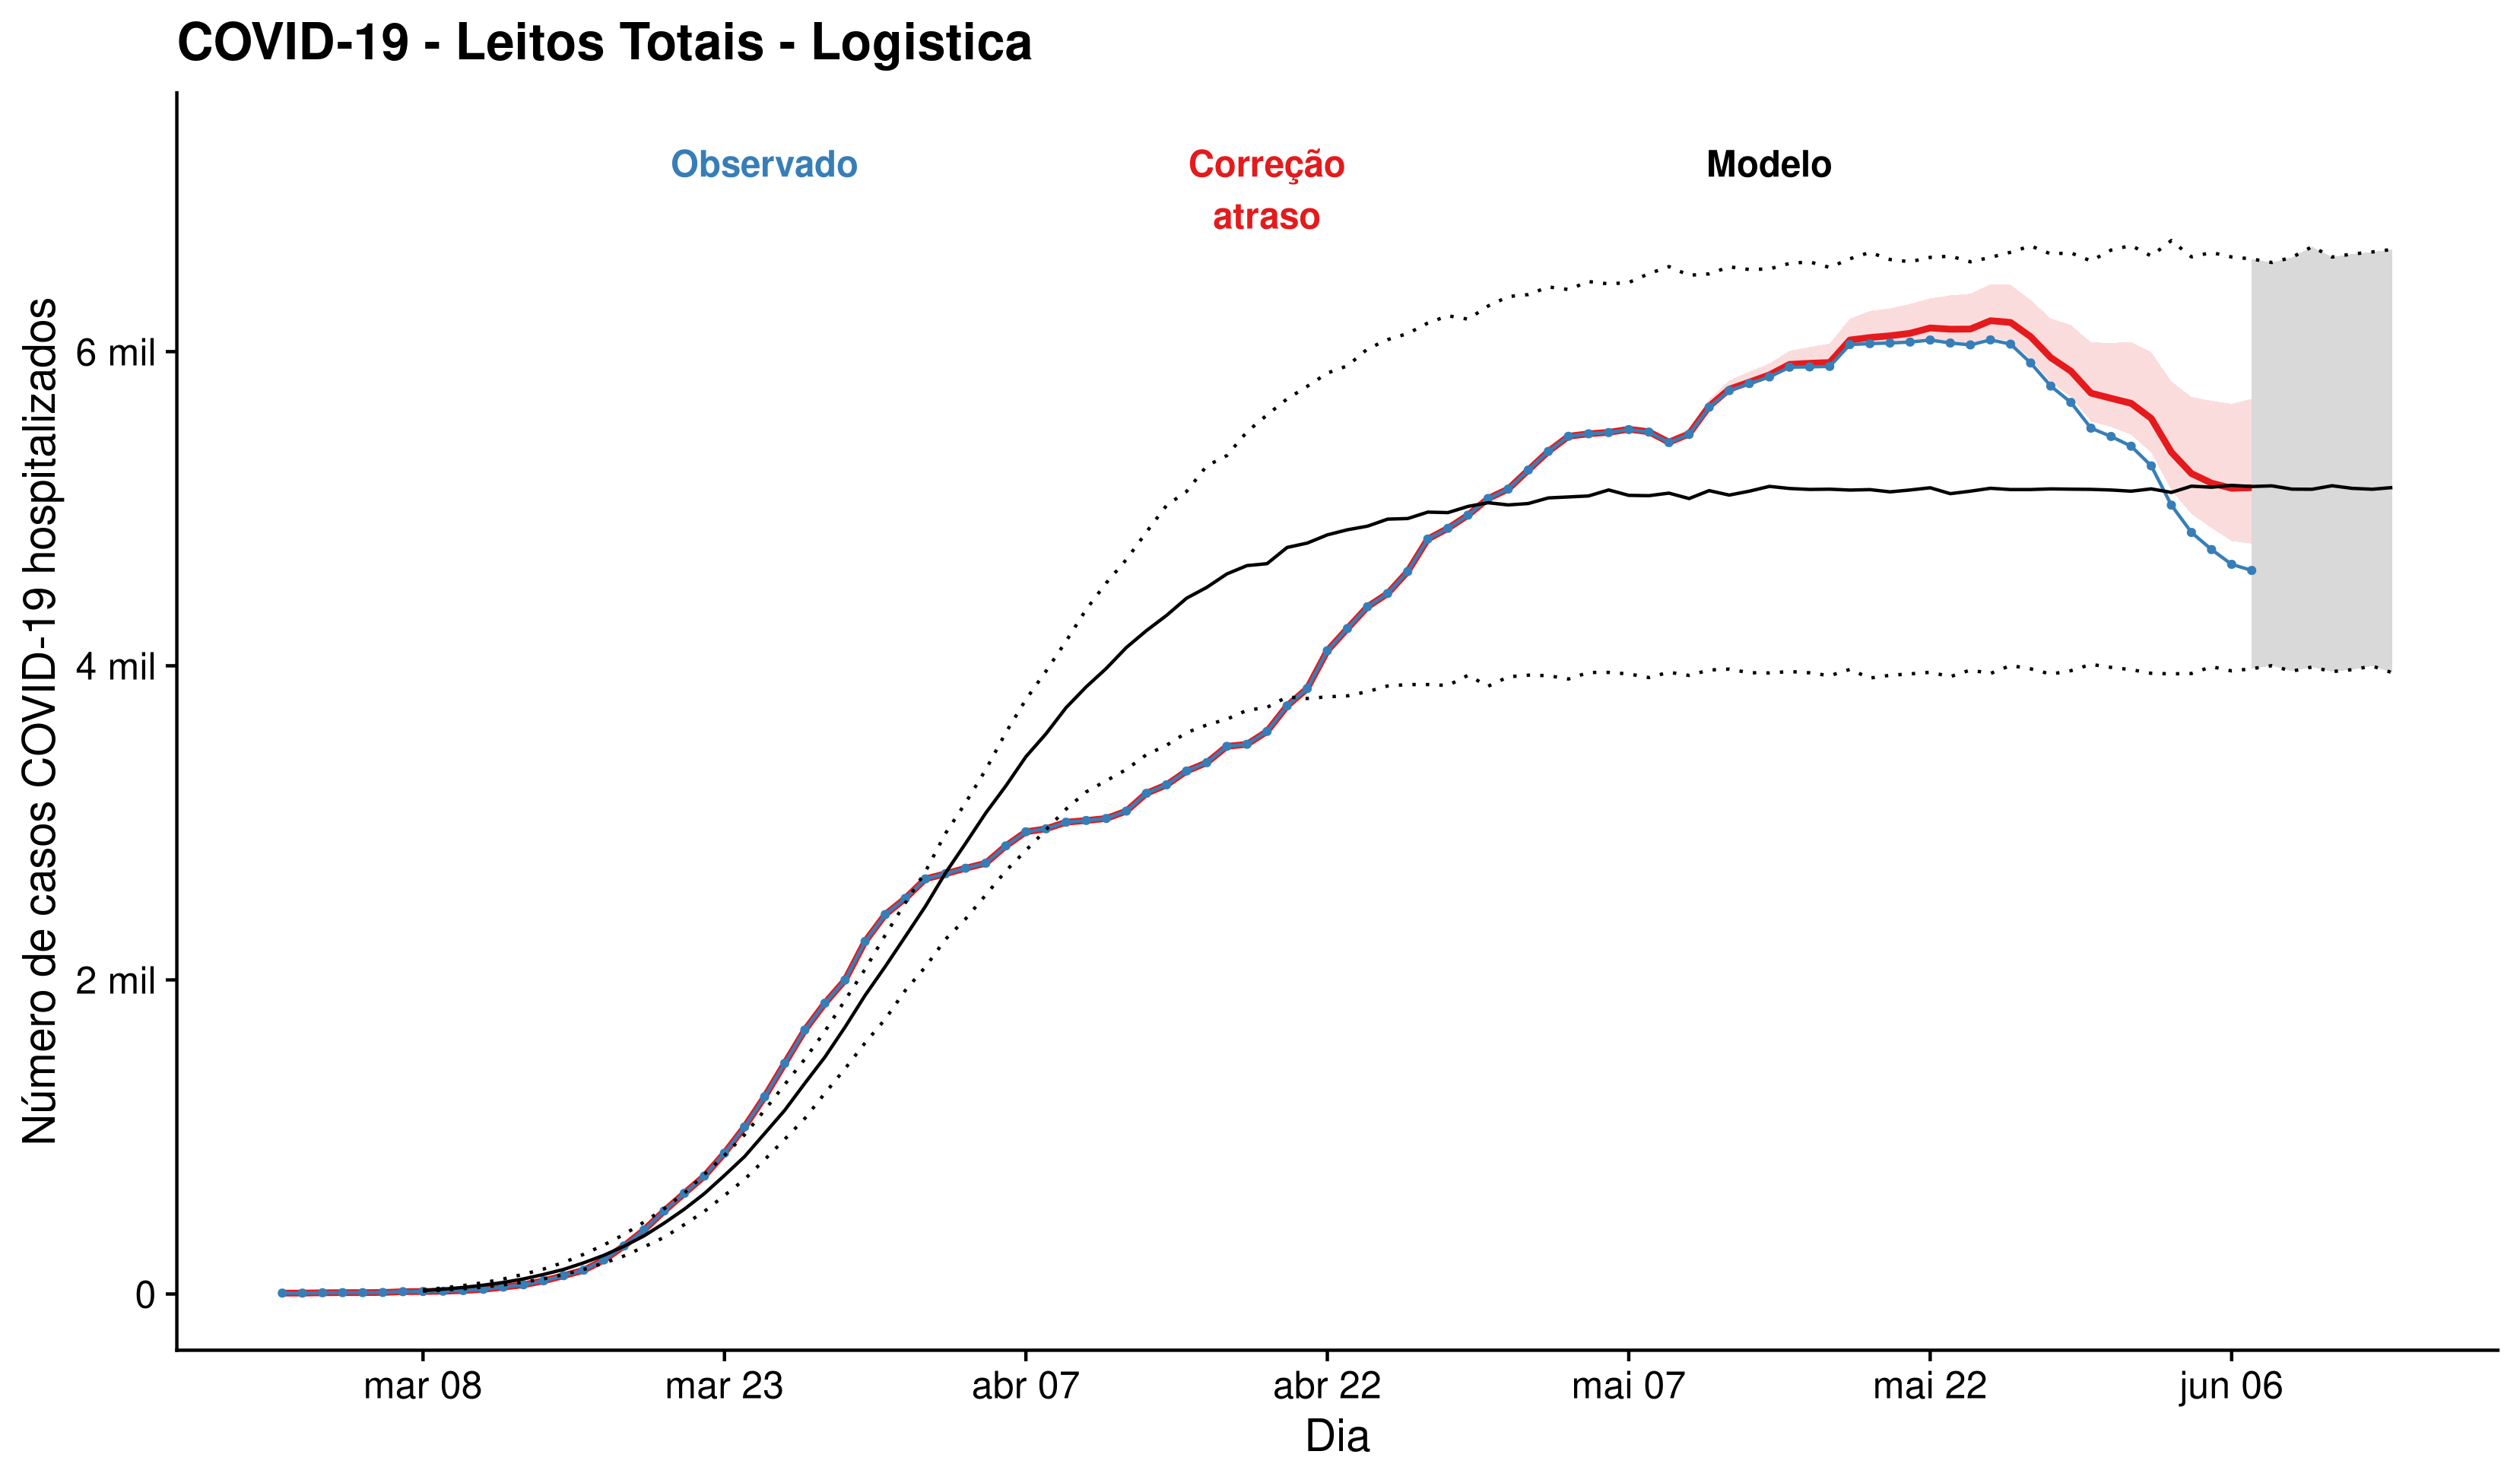 COVID-19 - Leitos Totais - Logistica
Observado
Correção
atraso
Modelo
Número de casos COVID-19 hospitalizados
6 mil
4 mil
2 mil
0
mar 08
mar 23
abr 07
abr 22
mai 07
mai 22
jun 06
Dia